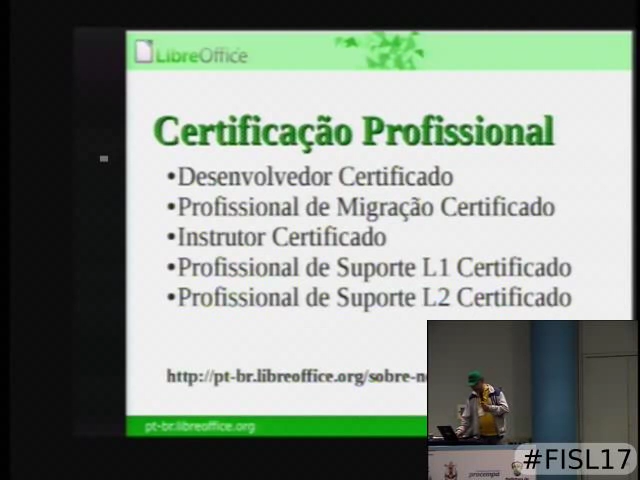 LibreOffice
Certificação Profissional
•Desenvolvedor Certificado
•Profissional de Migração Certificado
•Instrutor Certificado
•Profissional de Suporte L1 Certificado
•Profissional de Suporte L2 Certificado
http://pt-br.libreoffice.org/sobre-n
pt-br.libreoffice.org
procempa
#FISL17